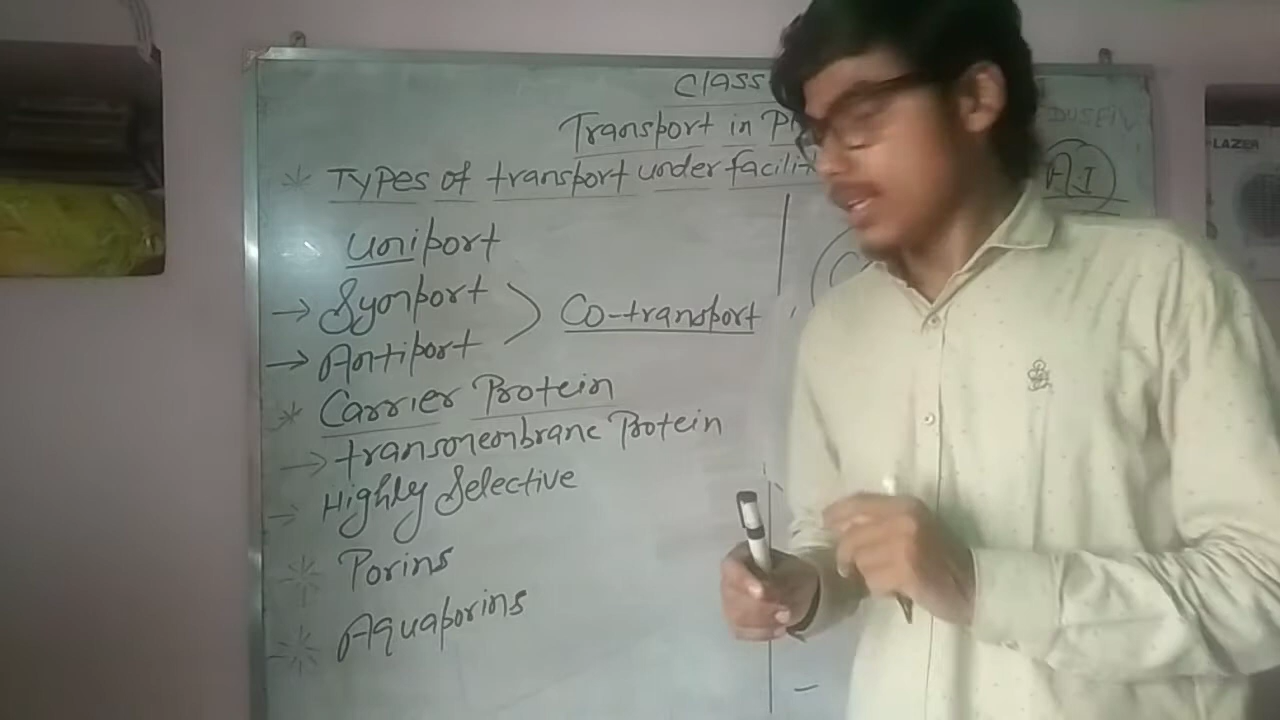 Class
Transport in Pl
* Types of transport under facilit
Uniport
→ Symport
→ Antiport
> Co-transport
* Carrier Protein
→ transmembrane Protein
→ Highly Selective
* Porins
* Aquaporins
A.I
LAZER